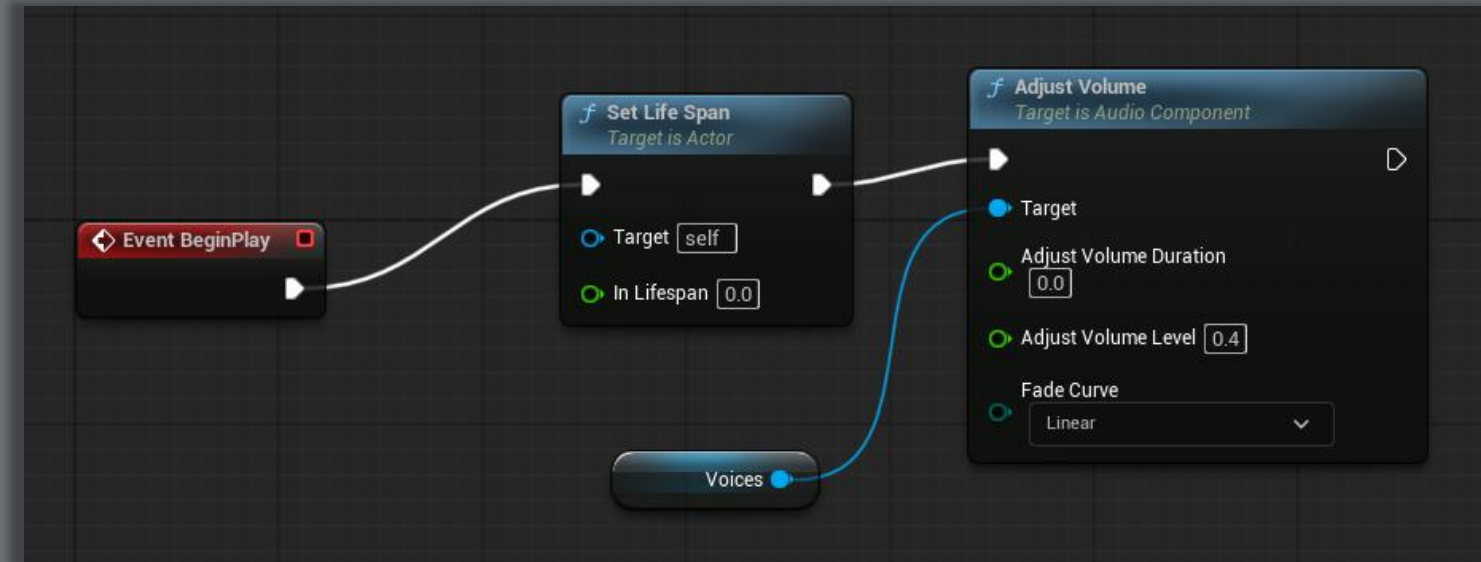 Event BeginPlay
Set Life Span
Target is Actor
Target self
In Lifespan 0.0
Voices
Adjust Volume
Target is Audio Component
Target
Adjust Volume Duration
0.0
Adjust Volume Level 0.4
Fade Curve
Linear